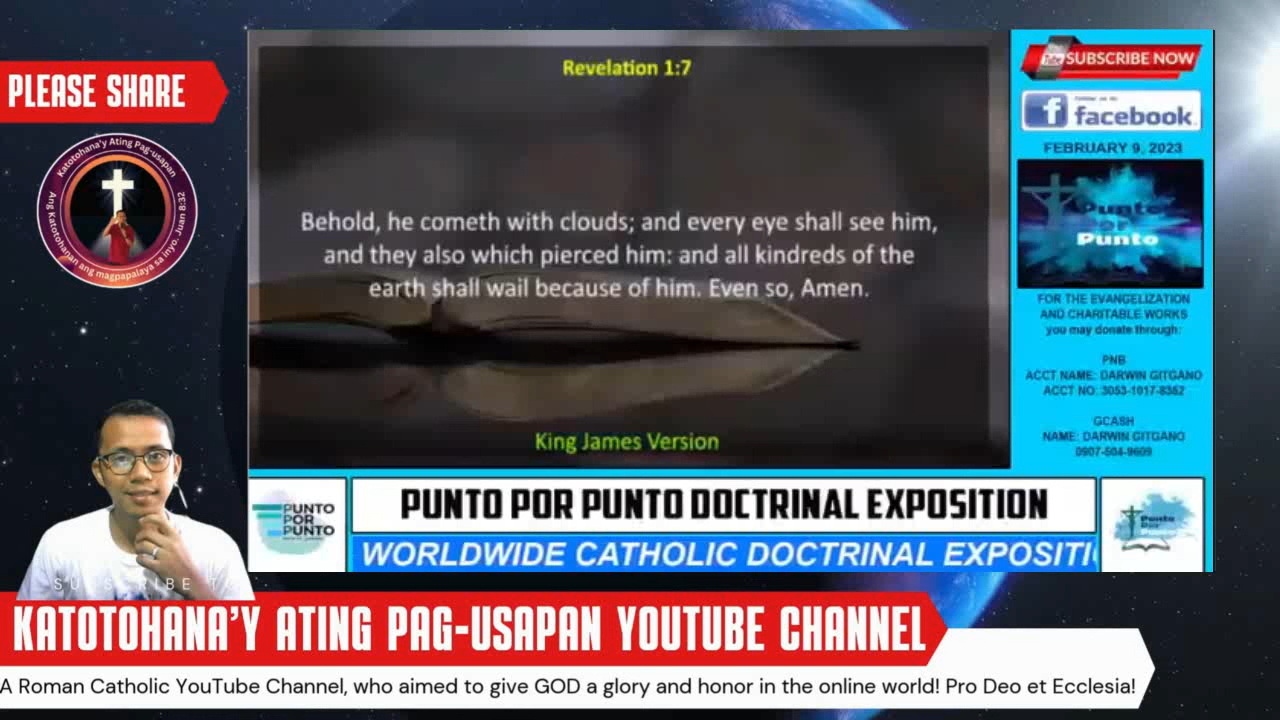 PLEASE SHARE
Katotohana'y Ating Pag-usapan
Ang Katotohanan ang magpapalaya sa inyo. Juan 8:32
Revelation 1:7
Behold, he cometh with clouds; and every eye shall see him,
and they also which pierced him: and all kindreds of the
earth shall wail because of him. Even so, Amen.
King James Version
SUBSCRIBE NOW
facebook
FEBRUARY 9, 2023
Punto
Por
Punto
FOR THE EVANGELIZATION
AND CHARITABLE WORKS
you may donate through:
PNB
ACCT NAME: DARWIN GITGANO
ACCT NO: 3053-1017-8362
GCASH
NAME: DARWIN GITGANO
0907-504-9609
PUNTO
POR
PUNTO
PUNTO POR PUNTO DOCTRINAL EXPOSITION
Punto
Por
Punto
WORLDWIDE CATHOLIC DOCTRINAL EXPOSITI
SUBSCRIBE
KATOTOHANA'Y ATING PAG-USAPAN YOUTUBE CHANNEL
A Roman Catholic YouTube Channel, who aimed to give GOD a glory and honor in the online world! Pro Deo et Ecclesia!